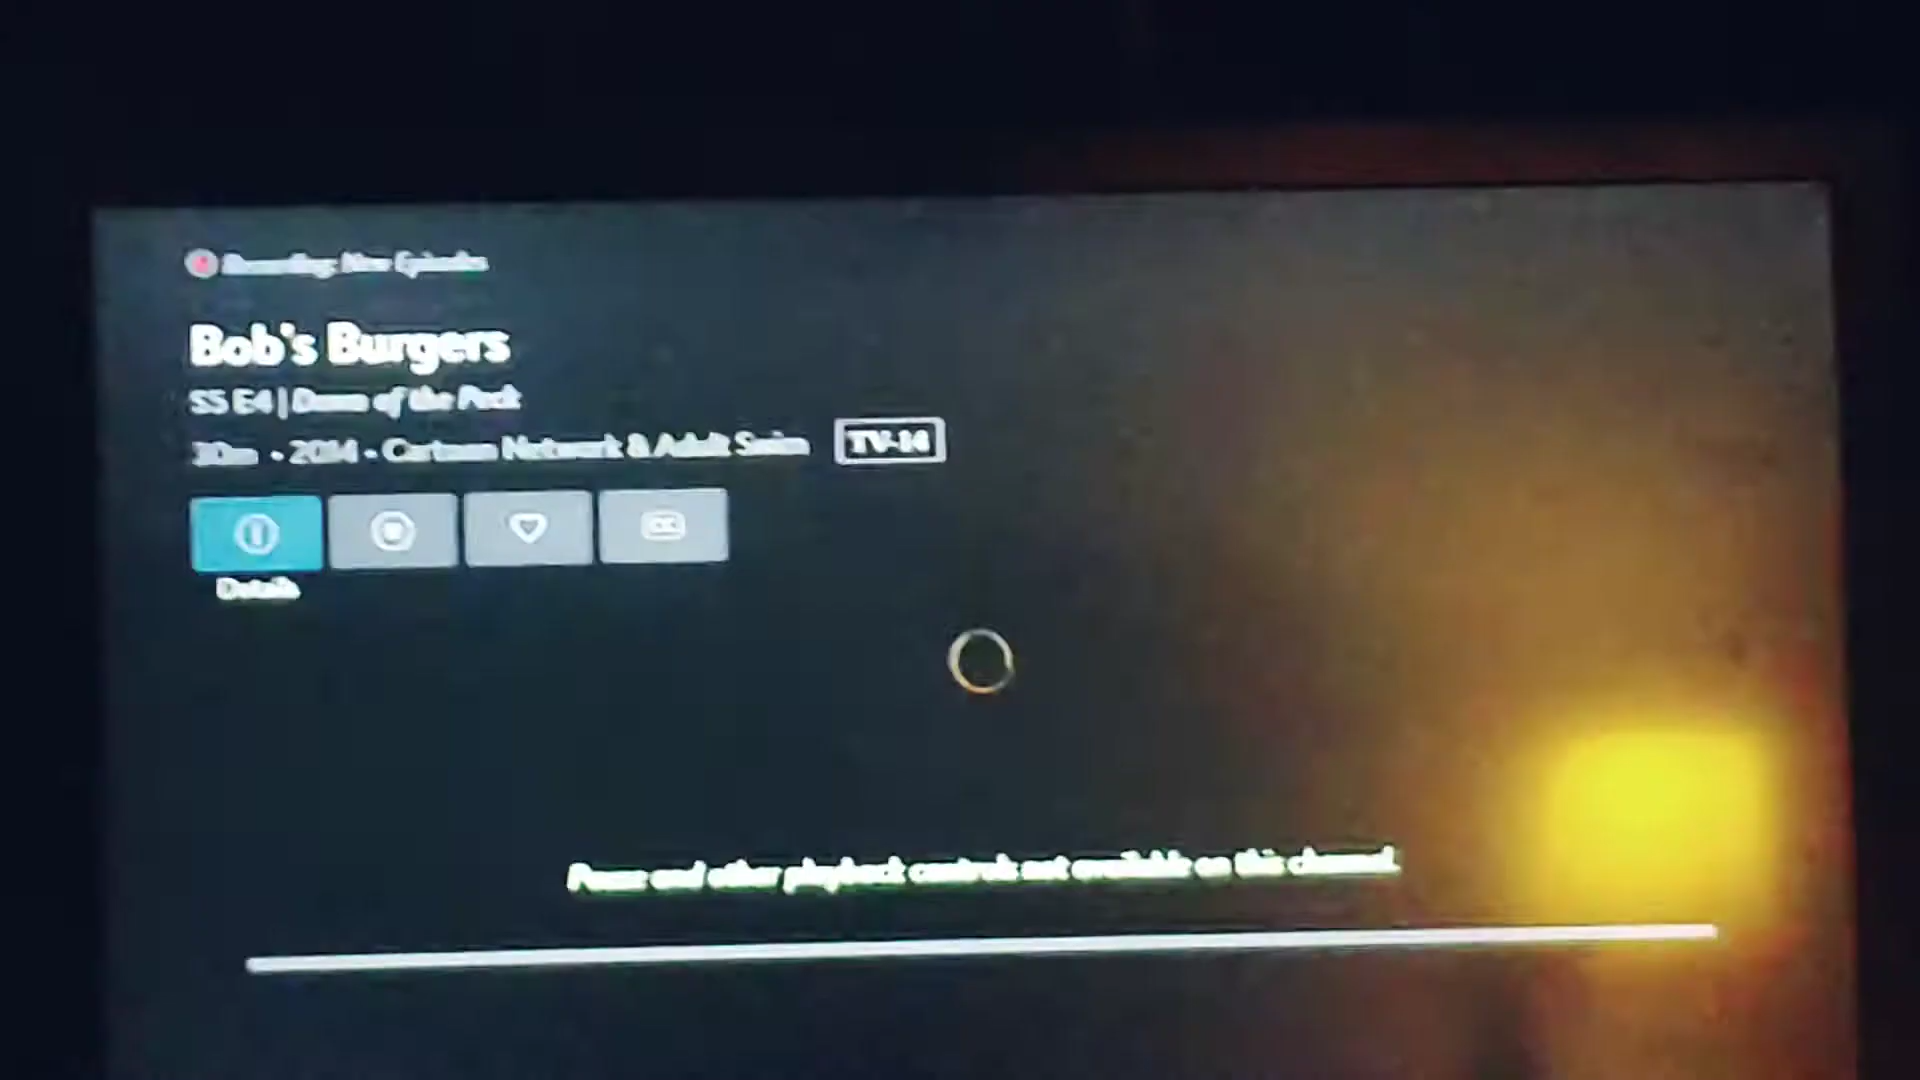 Recording: New Episodes
Bob's Burgers
S5 E4 | Dawn of the Peck
30m • 2014 • Cartoon Network & Adult Swim TV-14
CC
Details
Pause and other playback controls not available on this channel.